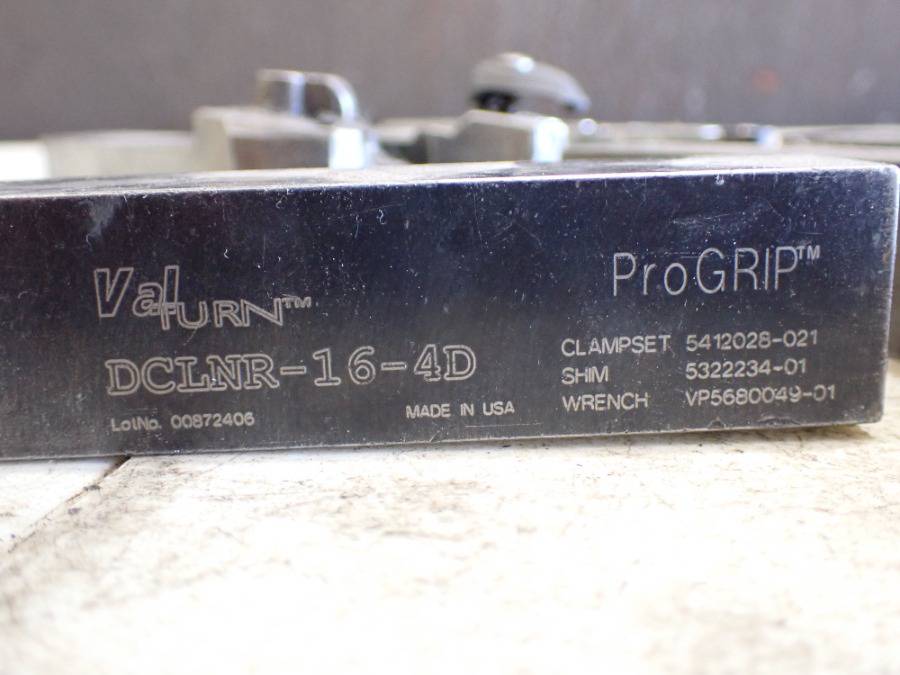 ValTURN™
DCLNR-16-4D
LotNo. 00872406
MADE IN USA
ProGRIP™
CLAMPSET 5412028-021
SHIM 5322234-01
WRENCH VP5680049-01